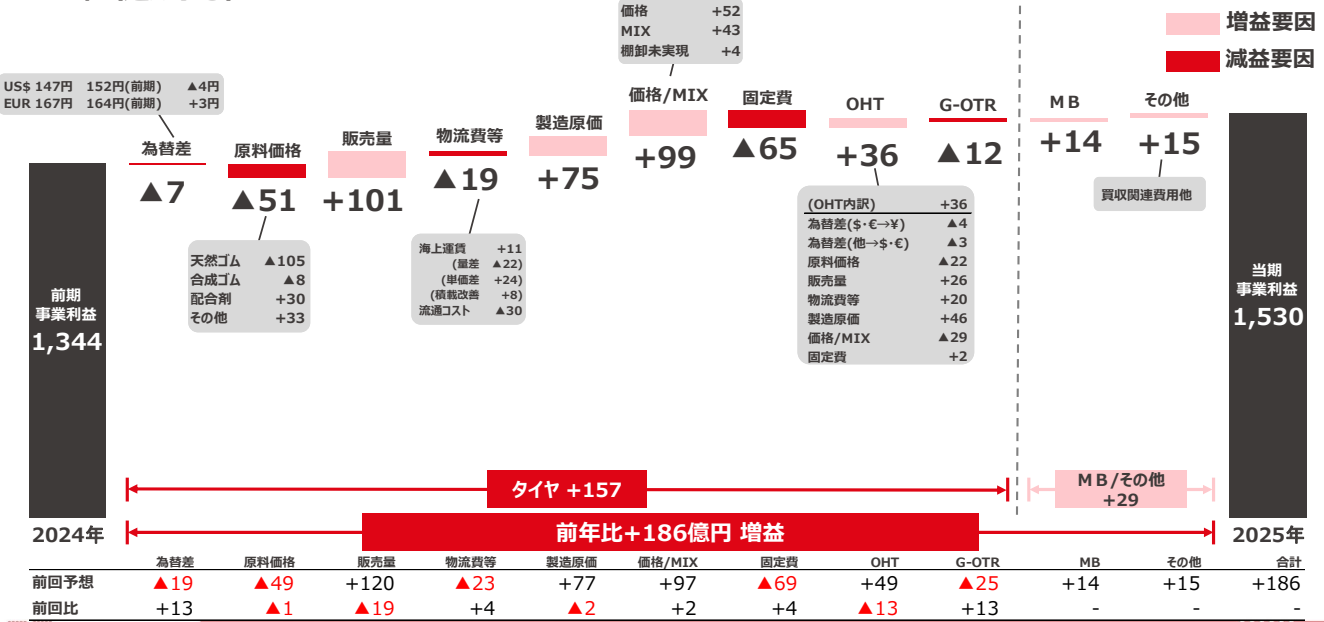 価格 +52
MIX +43
棚卸未実現 +4
増益要因
減益要因
US$ 147円 152円(前期) ▲4円
EUR 167円 164円(前期) +3円
為替差
▲7
原料価格
▲51
天然ゴム ▲105
合成ゴム ▲8
配合剤 +30
その他 +33
販売量
+101
物流費等
▲19
海上運賃 +11
(量差 ▲22)
(単価差 +24)
(積載改善 +8)
流通コスト ▲30
製造原価
+75
価格/MIX
+99
固定費
▲65
OHT
+36
(OHT内訳) +36
為替差($・€→¥) ▲4
為替差(他→$・€) ▲3
原料価格 ▲22
販売量 +26
物流費等 +20
製造原価 +46
価格/MIX ▲29
固定費 +2
G-OTR
▲12
MB
+14
その他
+15
買収関連費用他
前期
事業利益
1,344
当期
事業利益
1,530
タイヤ +157
MB/その他
+29
2024年
前年比+186億円 増益
2025年
為替差 原料価格 販売量 物流費等 製造原価 価格/MIX 固定費 OHT G-OTR MB その他 合計
前回予想 ▲19 ▲49 +120 ▲23 +77 +97 ▲69 +49 ▲25 +14 +15 +186
前回比 +13 ▲1 ▲19 +4 ▲2 +2 +4 ▲13 +13 - - -